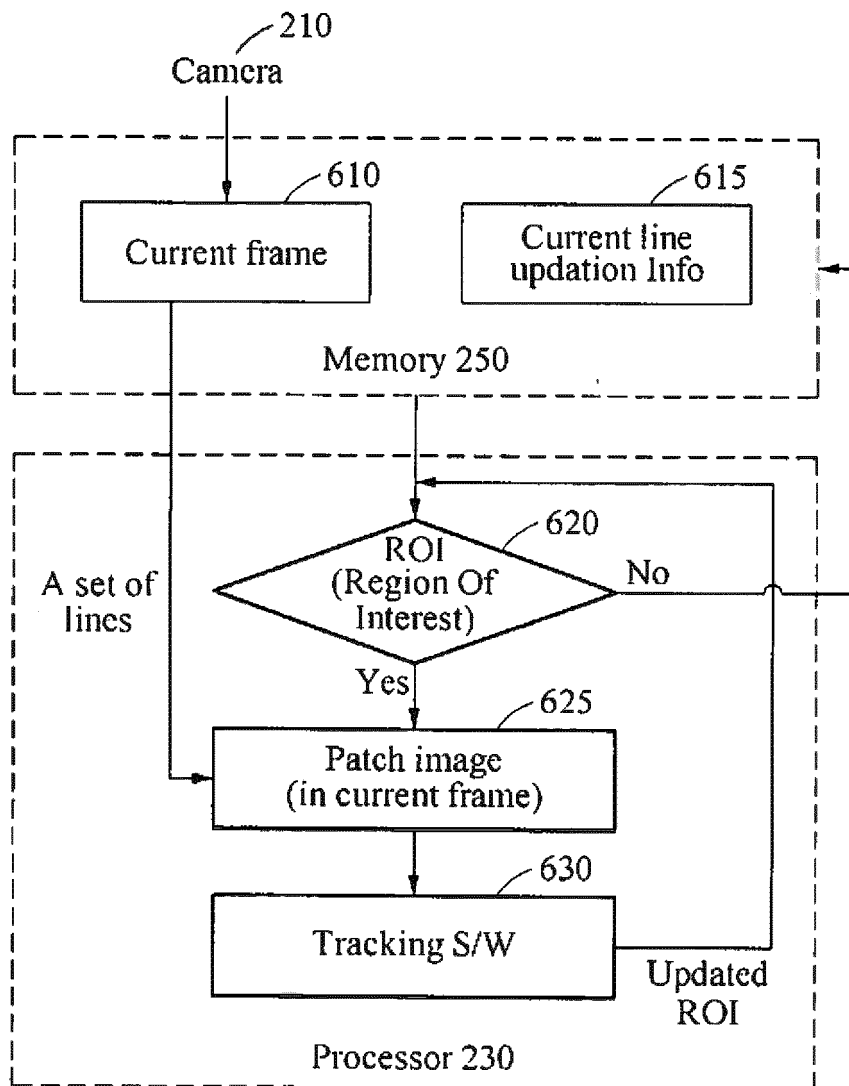 210
Camera
610
615
Current frame
Current line
updation Info
Memory 250
620
ROI
(Region Of
Interest)
No
A set of
lines
Yes
625
Patch image
(in current frame)
630
Tracking S/W
Updated
ROI
Processor 230